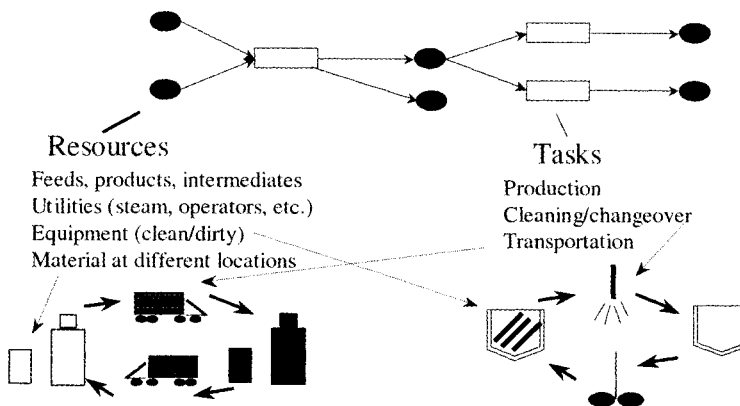 Resources
Feeds, products, intermediates
Utilities (steam, operators, etc.)
Equipment (clean/dirty)
Material at different locations
Tasks
Production
Cleaning/changeover
Transportation